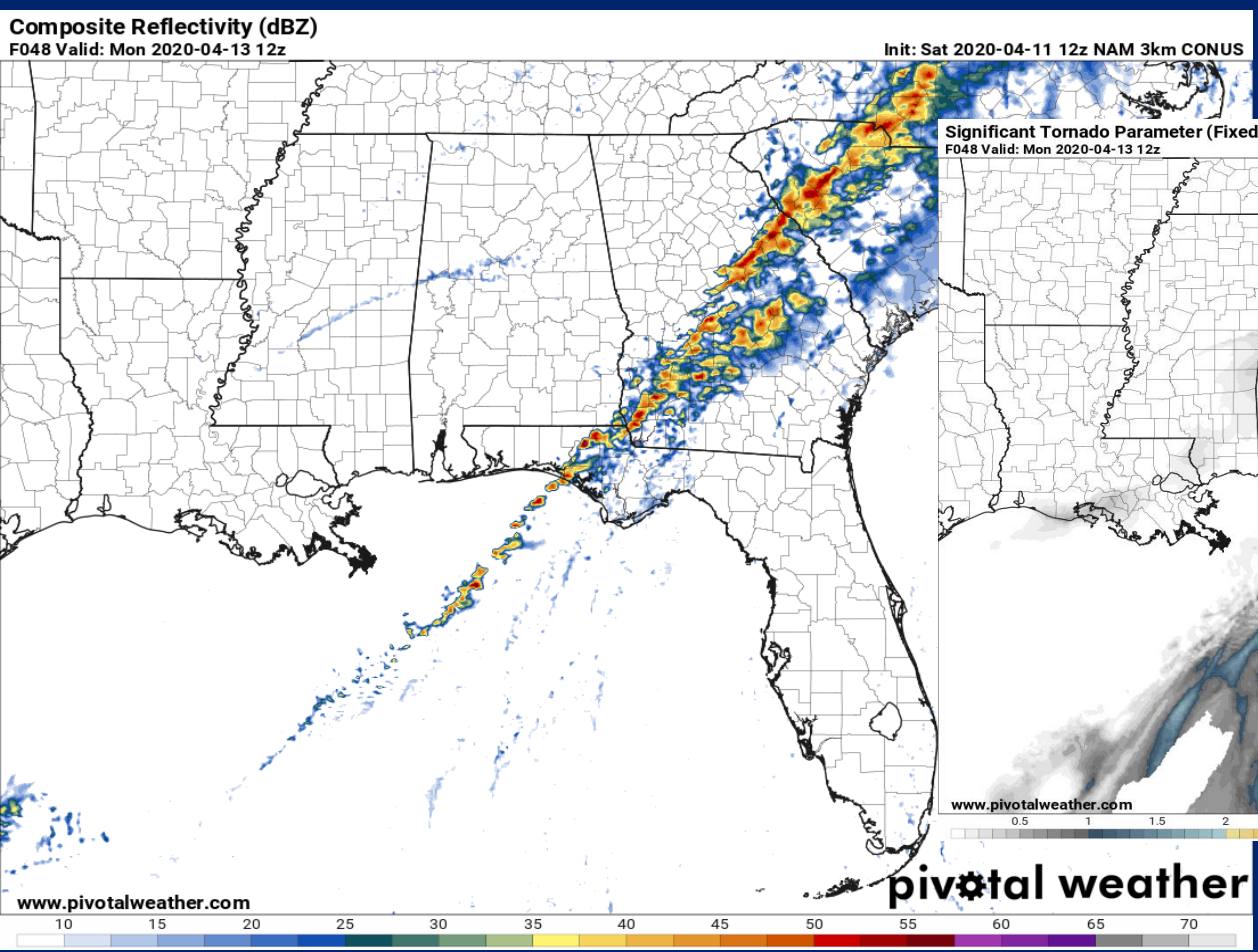 Composite Reflectivity (dBZ)
F048 Valid: Mon 2020-04-13 12z
Init: Sat 2020-04-11 12z NAM 3km CONUS
Significant Tornado Parameter (Fixed
F048 Valid: Mon 2020-04-13 12z
www.pivotalweather.com
0.5 1 1.5 2
pivotal weather
www.pivotalweather.com
10 15 20 25 30 35 40 45 50 55 60 65 70